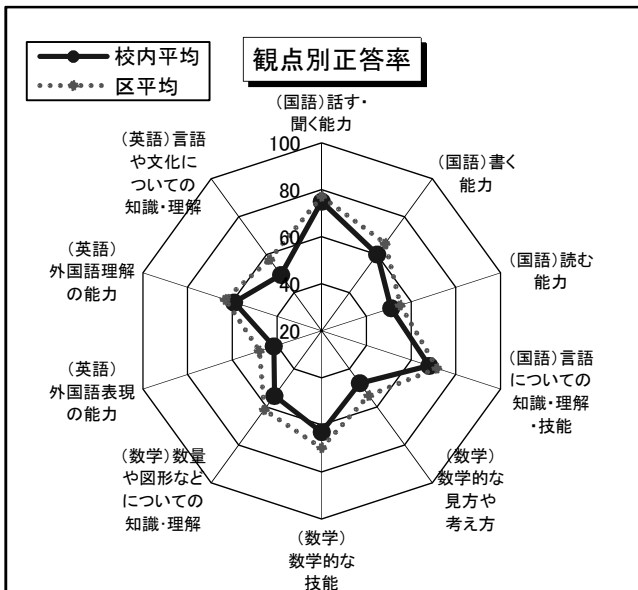 校内平均
区平均
観点別正答率
(国語)話す・
聞く能力
(国語)書く
能力
(国語)読む
能力
(国語)言語
についての
知識・理解
・技能
(数学)
数学的な
見方や
考え方
(数学)
数学的な
技能
(数学)数量
や図形など
についての
知識・理解
(英語)
外国語表現
の能力
(英語)
外国語理解
の能力
(英語)言語
や文化に
ついての
知識・理解
100
80
60
40
20